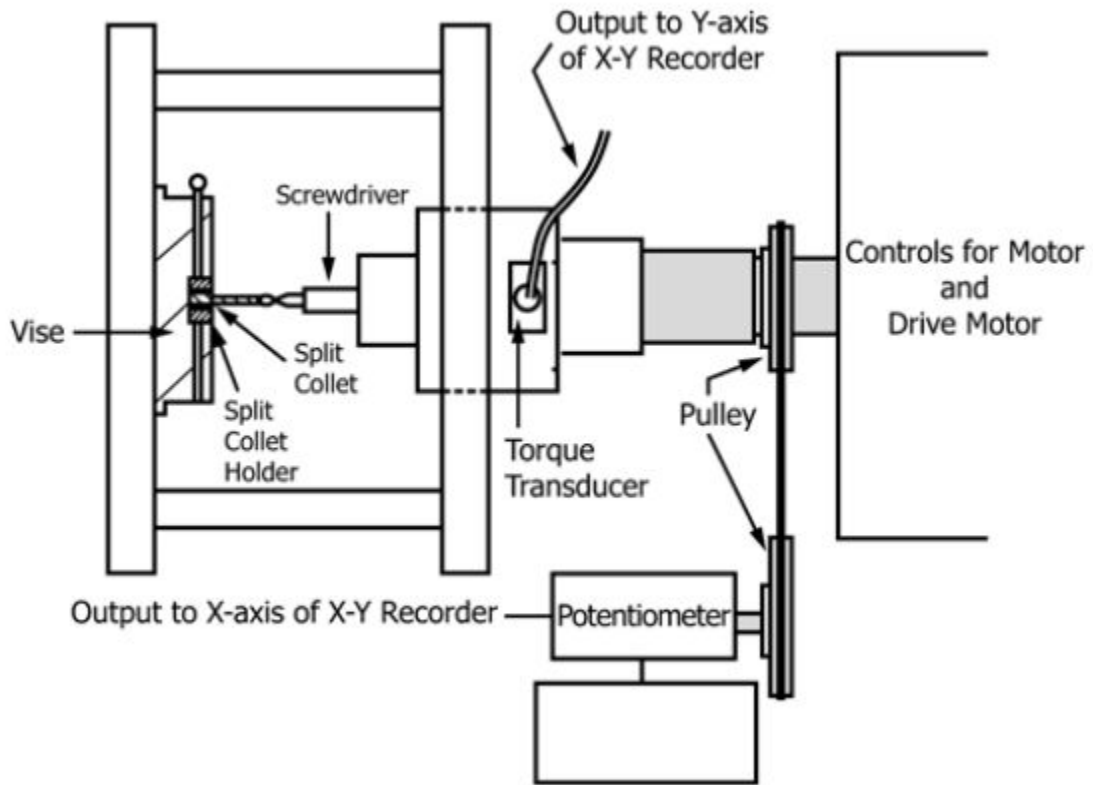 Output to Y-axis
of X-Y Recorder
Screwdriver
Controls for Motor
and
Drive Motor
Vise
Split
Collet
Split
Collet
Holder
Pulley
Torque
Transducer
Output to X-axis of X-Y Recorder
Potentiometer